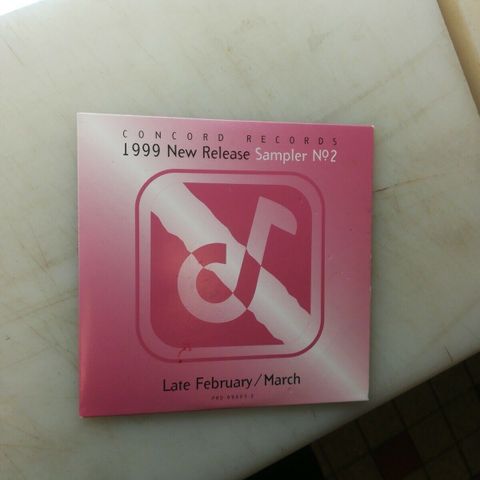 CONCORD RECORDS
1999 New Release Sampler Nº2
Late February/March